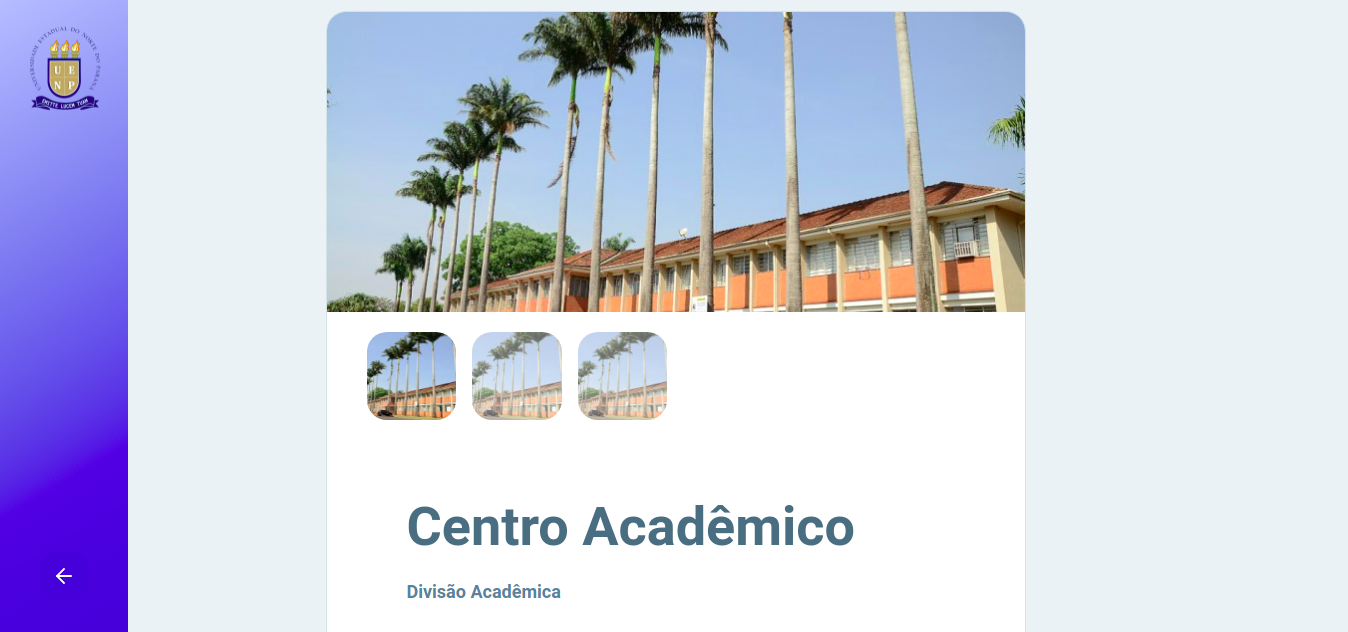 UNIVERSIDADE ESTADUAL DO NORTE DO PARANÁ
U E
N P
EMITTE LUCEM TUAM
Centro Acadêmico
Divisão Acadêmica